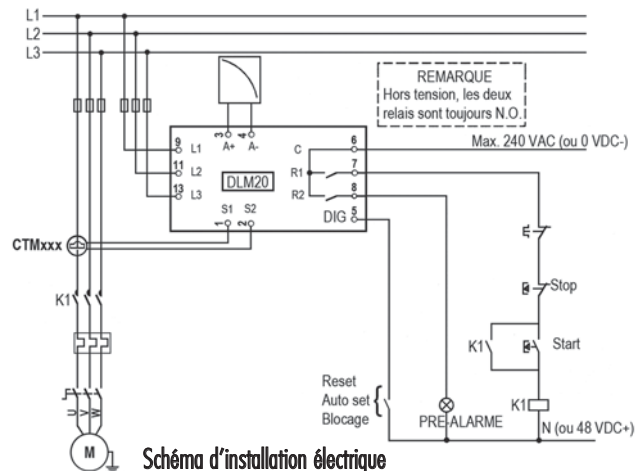 L1
L2
L3
REMARQUE
Hors tension, les deux
relais sont toujours N.O.
Max. 240 VAC (ou 0 VDC-)
3 4
A+ A-
9 L1
11 L2
13 L3
DLM20
C 6
R1 7
R2 8
DIG 5
S1 S2
1 2
CTMxxx
K1
Stop
K1
Start
Reset
Auto set
Blocage
PRE-ALARME
K1
N (ou 48 VDC+)
U V W
M
Schéma d'installation électrique